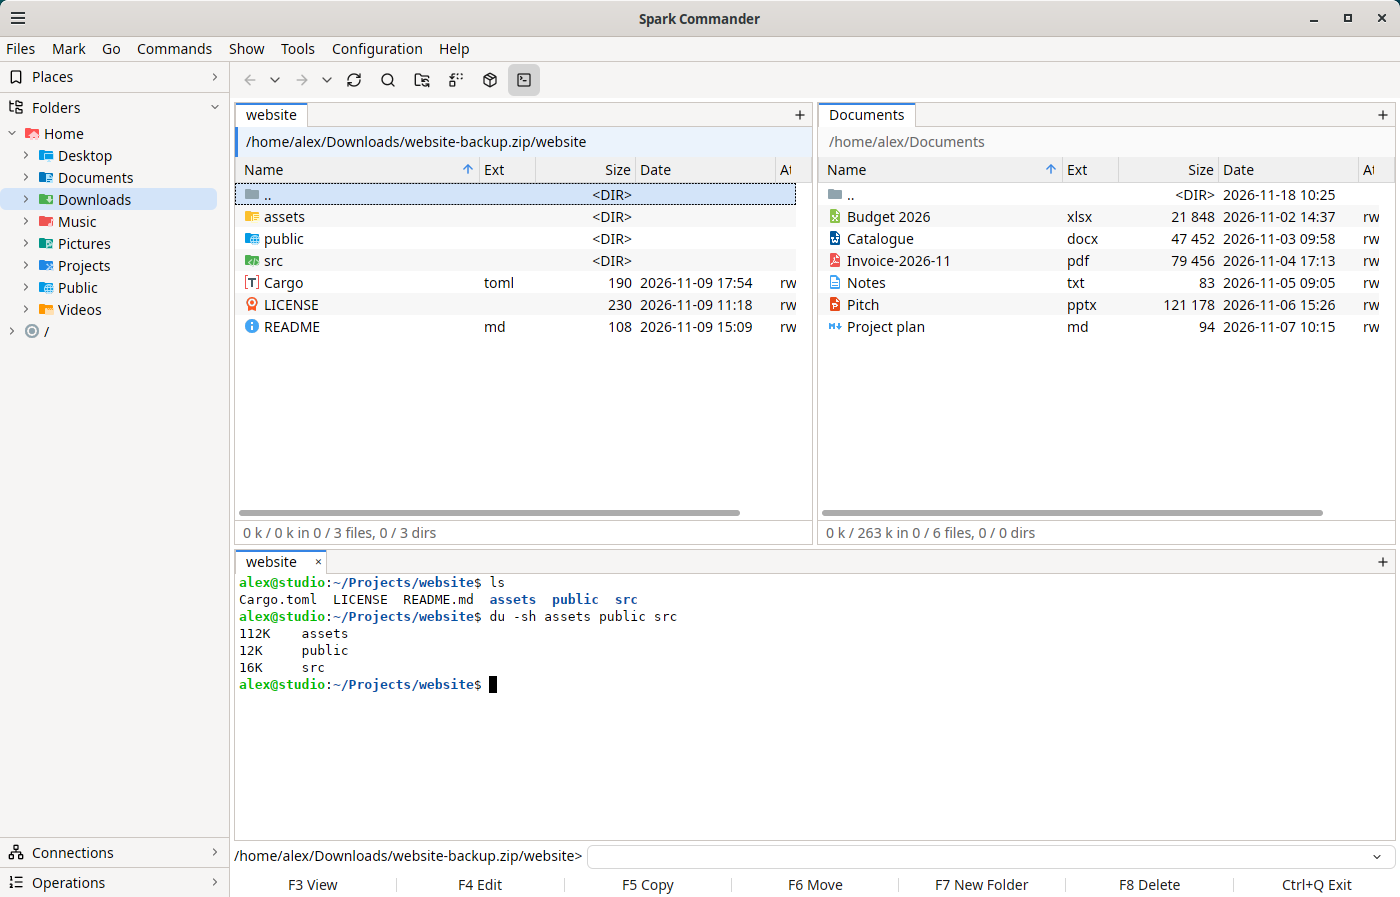 Spark Commander
Files Mark Go Commands Show Tools Configuration Help
Places
Folders
Home
Desktop
Documents
Downloads
Music
Pictures
Projects
Public
Videos
/
Connections
Operations
website
/home/alex/Downloads/website-backup.zip/website
Name Ext Size Date At
.. <DIR>
assets <DIR>
public <DIR>
src <DIR>
Cargo toml 190 2026-11-09 17:54 rw
LICENSE 230 2026-11-09 11:18 rw
README md 108 2026-11-09 15:09 rw
0 k / 0 k in 0 / 3 files, 0 / 3 dirs
Documents
/home/alex/Documents
Name Ext Size Date At
.. <DIR> 2026-11-18 10:25
Budget 2026 xlsx 21 848 2026-11-02 14:37 rw
Catalogue docx 47 452 2026-11-03 09:58 rw
Invoice-2026-11 pdf 79 456 2026-11-04 17:13 rw
Notes txt 83 2026-11-05 09:05 rw
Pitch pptx 121 178 2026-11-06 15:26 rw
Project plan md 94 2026-11-07 10:15 rw
0 k / 263 k in 0 / 6 files, 0 / 0 dirs
website
alex@studio:~/Projects/website$ ls
Cargo.toml LICENSE README.md assets public src
alex@studio:~/Projects/website$ du -sh assets public src
112K assets
12K public
16K src
alex@studio:~/Projects/website$
/home/alex/Downloads/website-backup.zip/website>
F3 View F4 Edit F5 Copy F6 Move F7 New Folder F8 Delete Ctrl+Q Exit